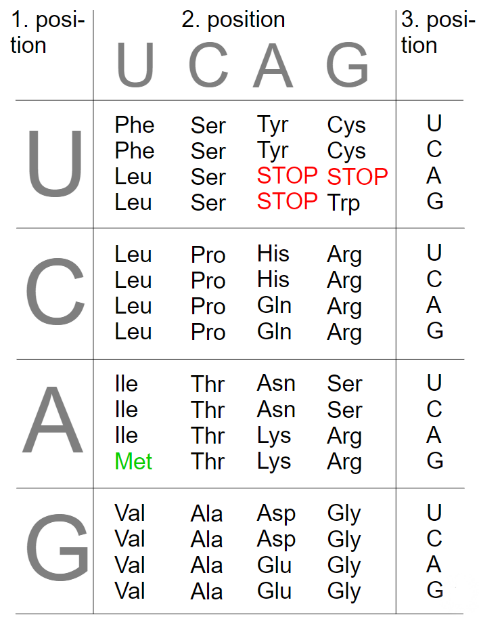 1. posi-
tion
2. position
3. posi-
tion
U C A G
U
Phe Ser Tyr Cys U
Phe Ser Tyr Cys C
Leu Ser STOP STOP A
Leu Ser STOP Trp G
C
Leu Pro His Arg U
Leu Pro His Arg C
Leu Pro Gln Arg A
Leu Pro Gln Arg G
A
Ile Thr Asn Ser U
Ile Thr Asn Ser C
Ile Thr Lys Arg A
Met Thr Lys Arg G
G
Val Ala Asp Gly U
Val Ala Asp Gly C
Val Ala Glu Gly A
Val Ala Glu Gly G